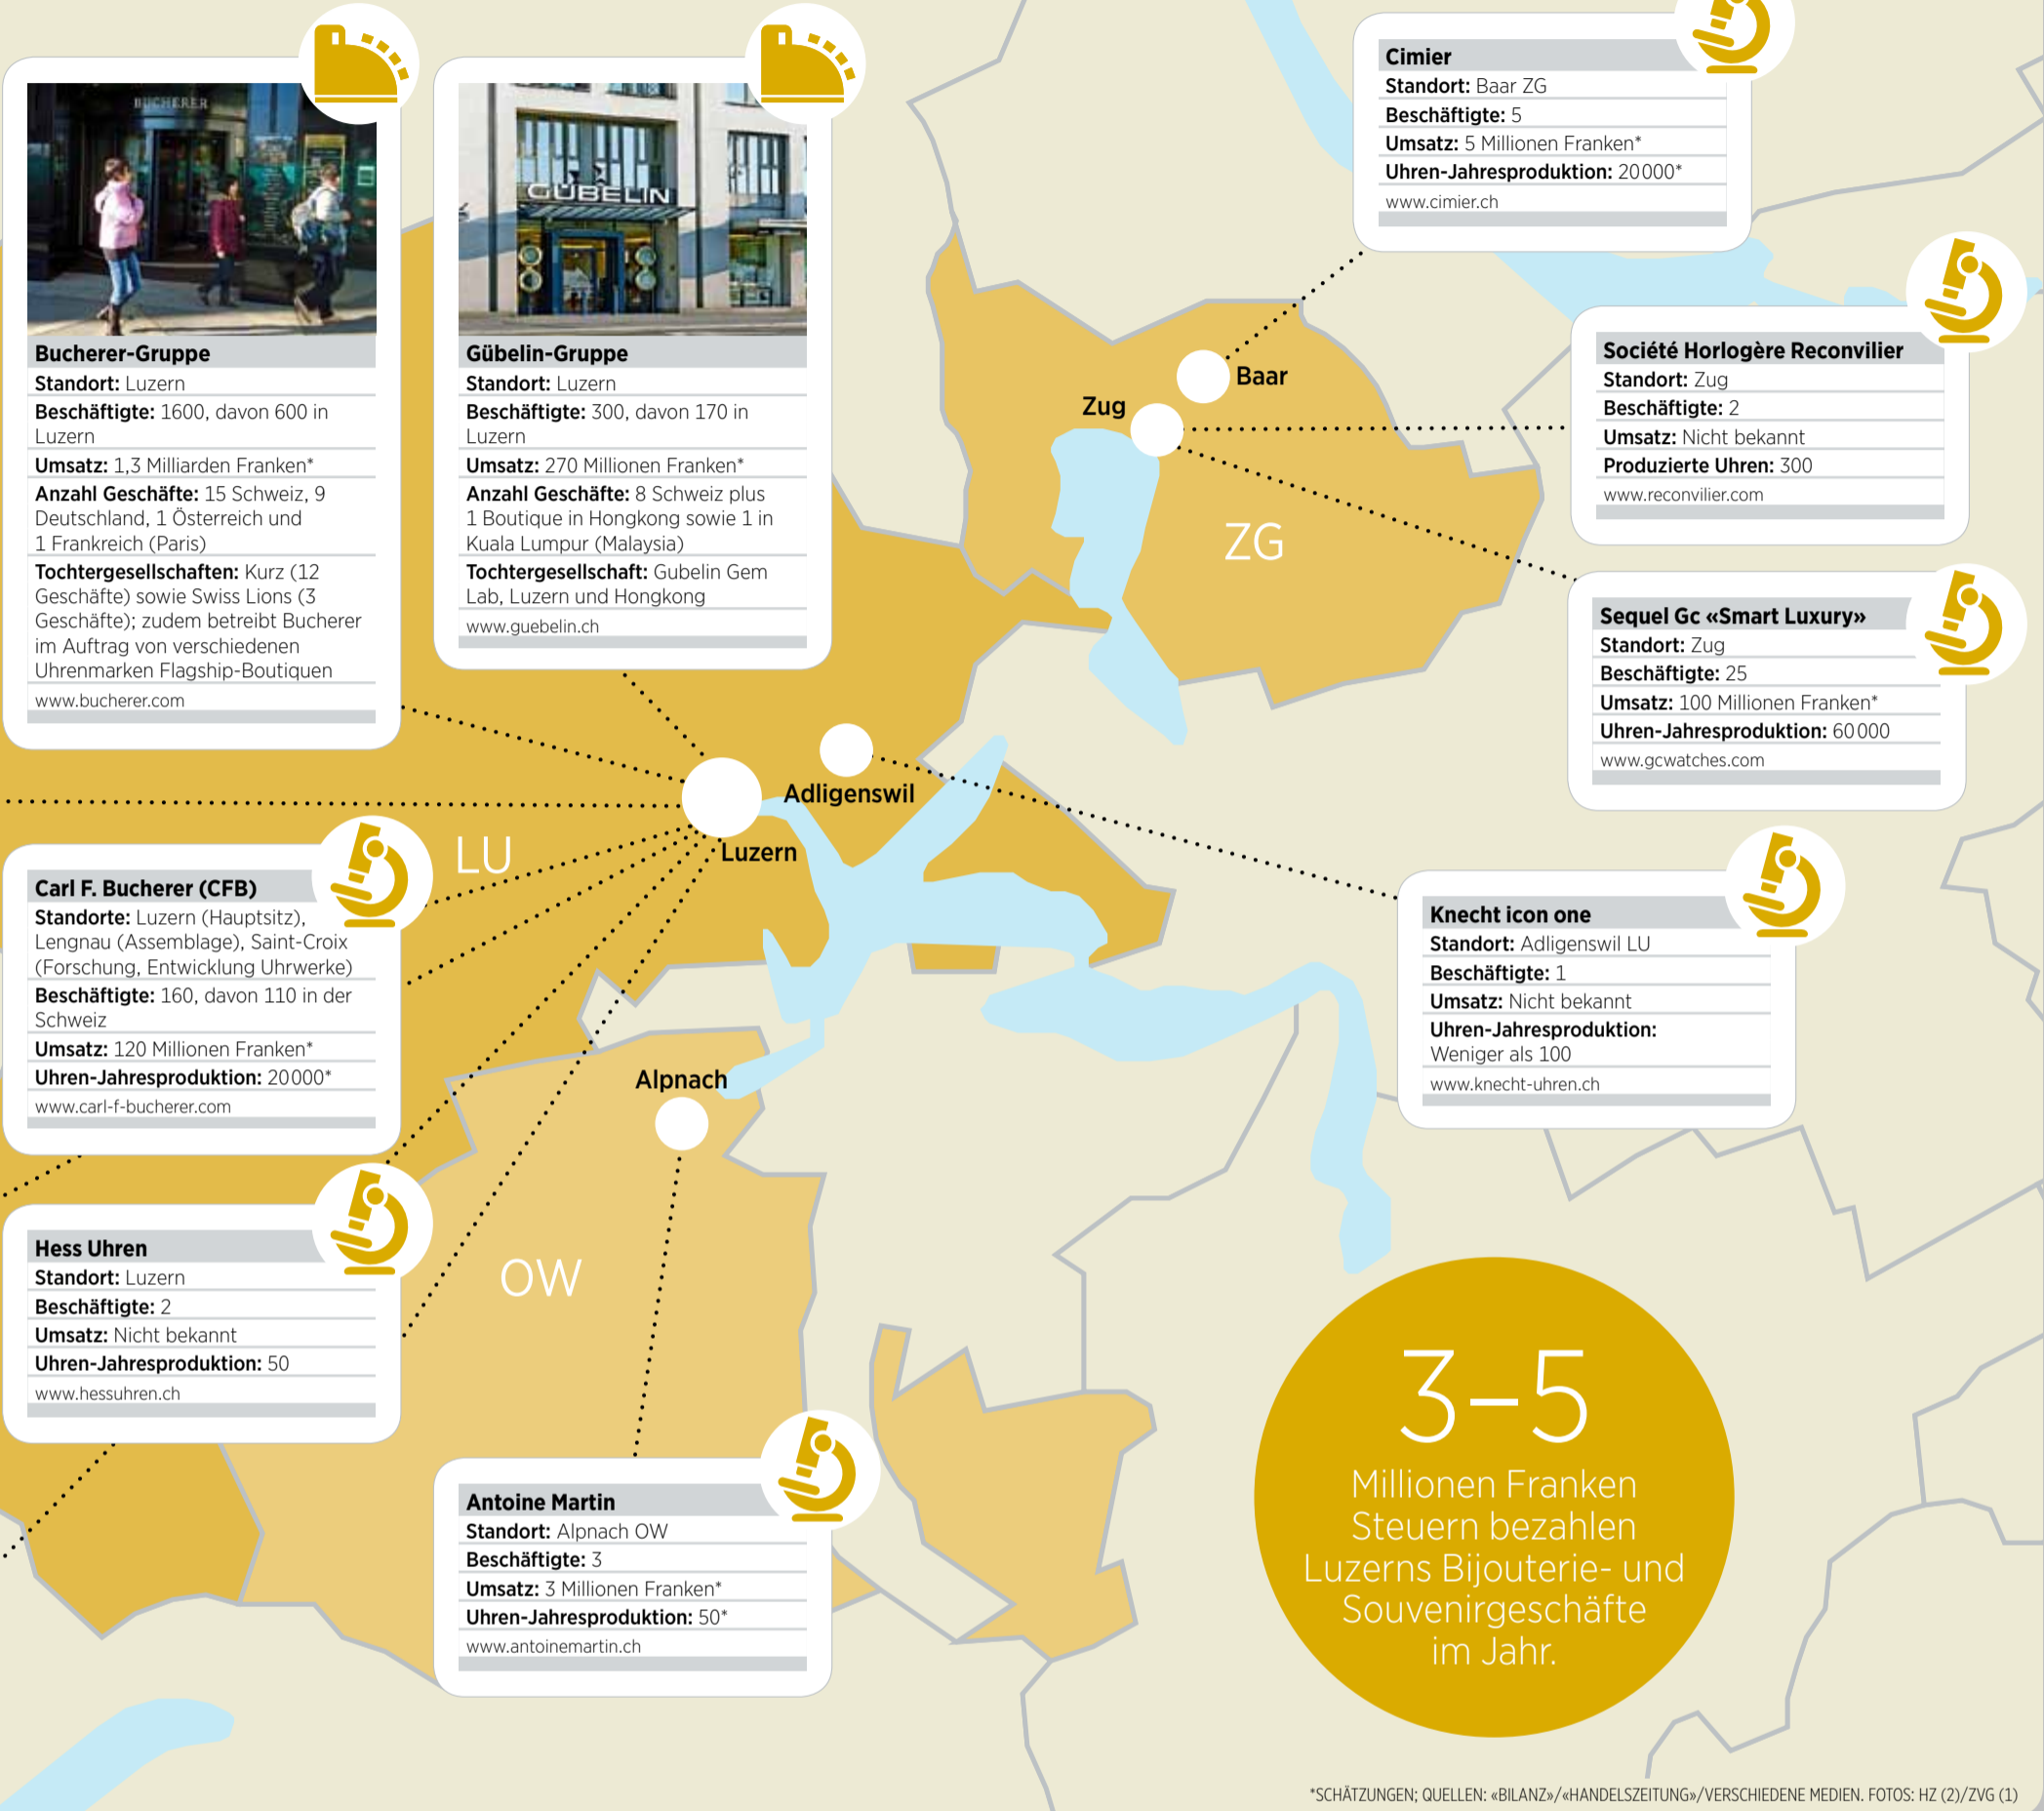 BUCHERER
Bucherer-Gruppe
Standort: Luzern
Beschäftigte: 1600, davon 600 in
Luzern
Umsatz: 1,3 Milliarden Franken*
Anzahl Geschäfte: 15 Schweiz, 9
Deutschland, 1 Österreich und
1 Frankreich (Paris)
Tochtergesellschaften: Kurz (12
Geschäfte) sowie Swiss Lions (3
Geschäfte); zudem betreibt Bucherer
im Auftrag von verschiedenen
Uhrenmarken Flagship-Boutiquen
www.bucherer.com
GÜBELIN
Gübelin-Gruppe
Standort: Luzern
Beschäftigte: 300, davon 170 in
Luzern
Umsatz: 270 Millionen Franken*
Anzahl Geschäfte: 8 Schweiz plus
1 Boutique in Hongkong sowie 1 in
Kuala Lumpur (Malaysia)
Tochtergesellschaft: Gubelin Gem
Lab, Luzern und Hongkong
www.guebelin.ch
Cimier
Standort: Baar ZG
Beschäftigte: 5
Umsatz: 5 Millionen Franken*
Uhren-Jahresproduktion: 20 000*
www.cimier.ch
Société Horlogère Reconvilier
Standort: Zug
Beschäftigte: 2
Umsatz: Nicht bekannt
Produzierte Uhren: 300
www.reconvilier.com
Baar
Zug
ZG
Sequel Gc «Smart Luxury»
Standort: Zug
Beschäftigte: 25
Umsatz: 100 Millionen Franken*
Uhren-Jahresproduktion: 60 000
www.gcwatches.com
Adligenswil
Luzern
LU
Carl F. Bucherer (CFB)
Standorte: Luzern (Hauptsitz),
Lengnau (Assemblage), Saint-Croix
(Forschung, Entwicklung Uhrwerke)
Beschäftigte: 160, davon 110 in der
Schweiz
Umsatz: 120 Millionen Franken*
Uhren-Jahresproduktion: 20 000*
www.carl-f-bucherer.com
Knecht icon one
Standort: Adligenswil LU
Beschäftigte: 1
Umsatz: Nicht bekannt
Uhren-Jahresproduktion:
Weniger als 100
www.knecht-uhren.ch
Alpnach
OW
Hess Uhren
Standort: Luzern
Beschäftigte: 2
Umsatz: Nicht bekannt
Uhren-Jahresproduktion: 50
www.hessuhren.ch
Antoine Martin
Standort: Alpnach OW
Beschäftigte: 3
Umsatz: 3 Millionen Franken*
Uhren-Jahresproduktion: 50*
www.antoinemartin.ch
3–5
Millionen Franken
Steuern bezahlen
Luzerns Bijouterie- und
Souvenirgeschäfte
im Jahr.
*SCHÄTZUNGEN; QUELLEN: «BILANZ»/«HANDELSZEITUNG»/VERSCHIEDENE MEDIEN. FOTOS: HZ (2)/ZVG (1)